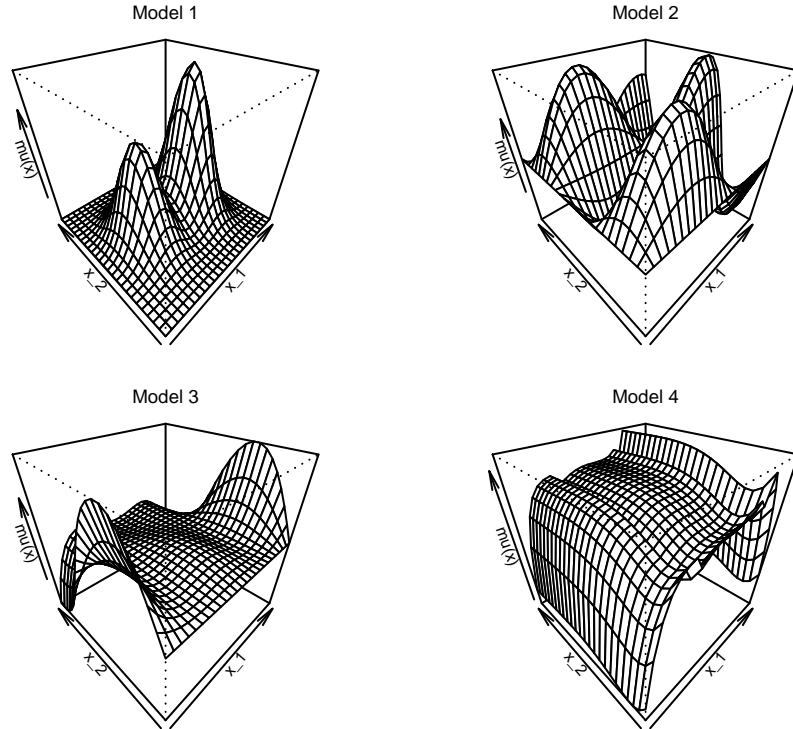 Model 1
mu(x)
x_2
x_1
Model 2
mu(x)
x_2
x_1
Model 3
mu(x)
x_2
x_1
Model 4
mu(x)
x_2
x_1